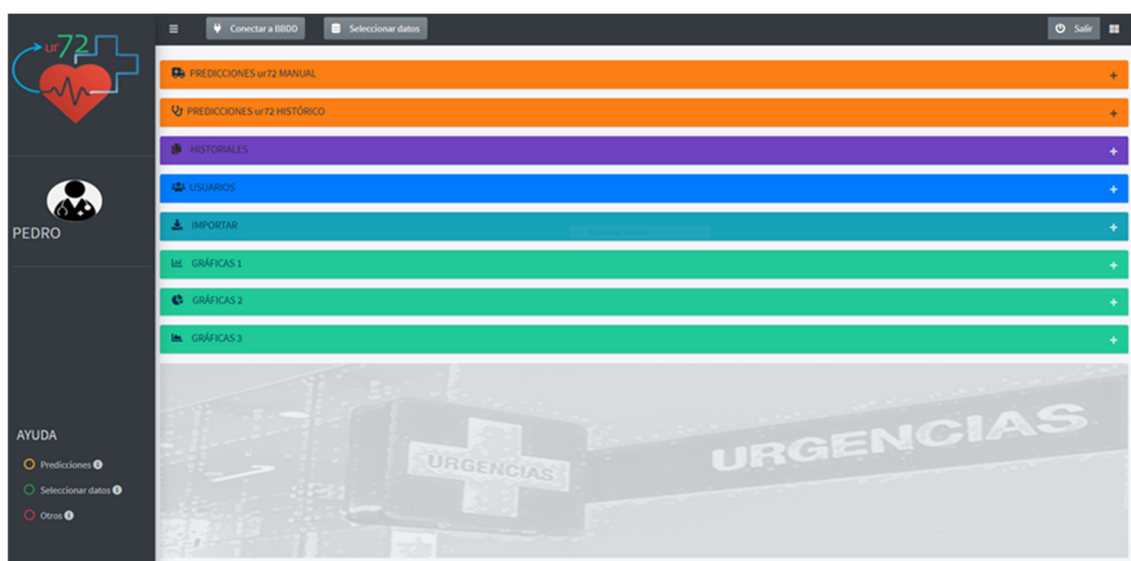 ur72
Conectar a BBDD
Seleccionar datos
Salir
PREDICCIONES ur72 MANUAL
PREDICCIONES ur72 HISTÓRICO
HISTORIALES
USUARIOS
IMPORTAR
GRÁFICAS 1
GRÁFICAS 2
GRÁFICAS 3
PEDRO
AYUDA
Predicciones
Seleccionar datos
Otros
URGENCIAS
URGENCIAS